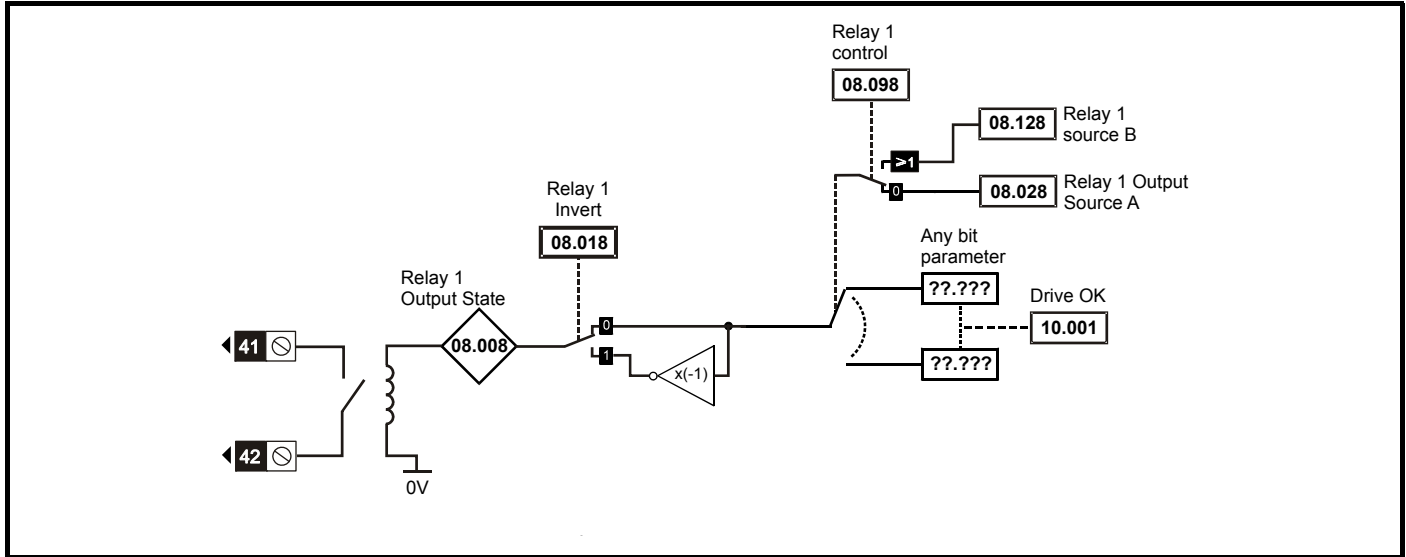 Relay 1
control
08.098
08.128
Relay 1
source B
>1
0
08.028
Relay 1 Output
Source A
Relay 1
Invert
08.018
Any bit
parameter
??.???
Drive OK
10.001
??.???
Relay 1
Output State
08.008
0
1
x(-1)
41
42
0V